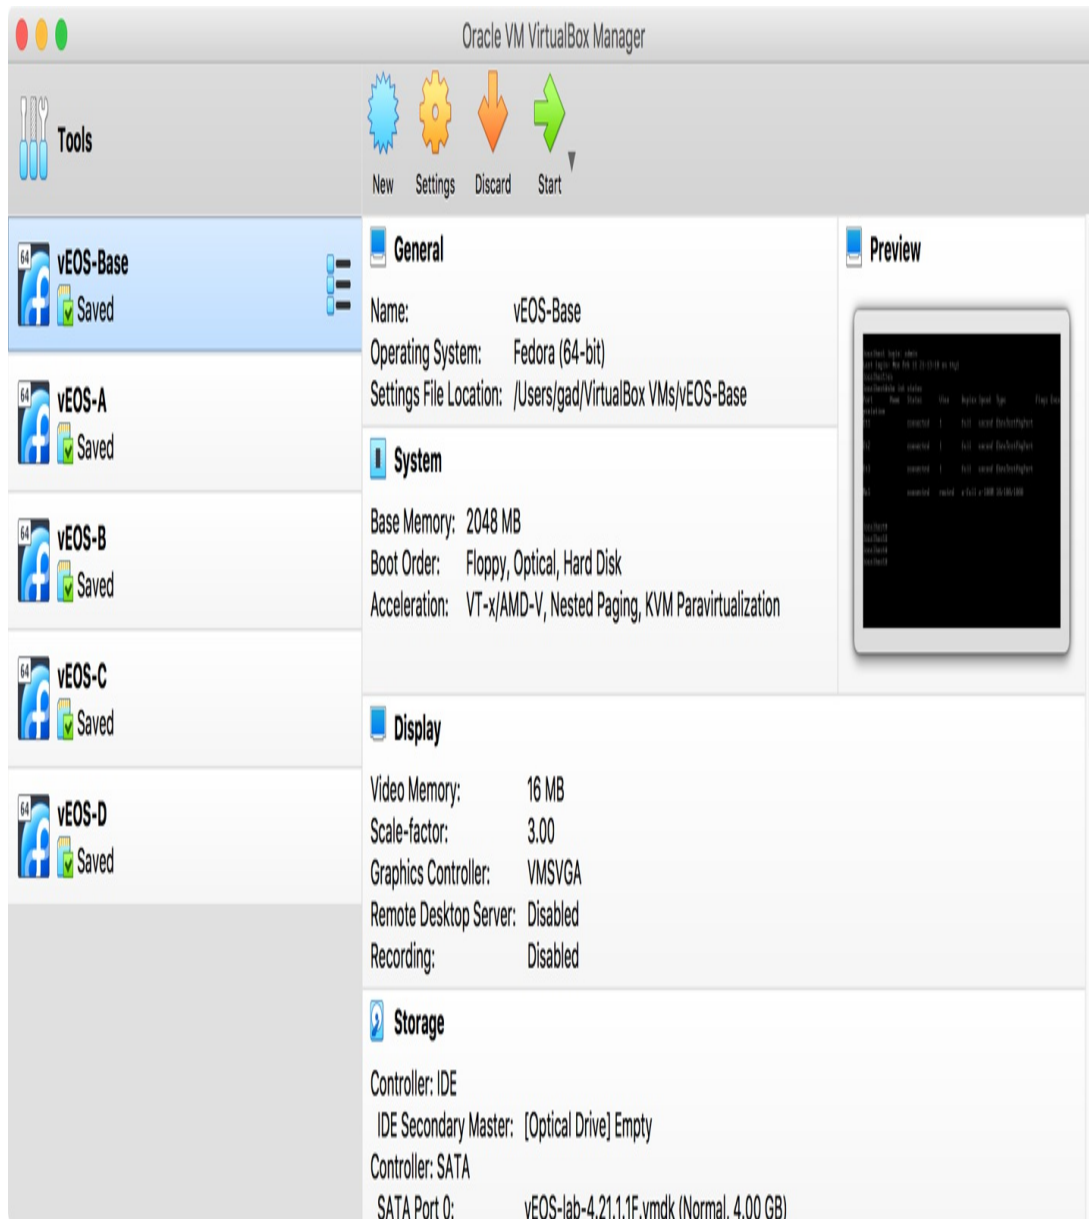 Oracle VM VirtualBox Manager
Tools
New Settings Discard Start
64
vEOS-Base
Saved
64
vEOS-A
Saved
64
vEOS-B
Saved
64
vEOS-C
Saved
64
vEOS-D
Saved
General
Name: vEOS-Base
Operating System: Fedora (64-bit)
Settings File Location: /Users/gad/VirtualBox VMs/vEOS-Base
Preview
System
Base Memory: 2048 MB
Boot Order: Floppy, Optical, Hard Disk
Acceleration: VT-x/AMD-V, Nested Paging, KVM Paravirtualization
Display
Video Memory: 16 MB
Scale-factor: 3.00
Graphics Controller: VMSVGA
Remote Desktop Server: Disabled
Recording: Disabled
Storage
Controller: IDE
IDE Secondary Master: [Optical Drive] Empty
Controller: SATA
SATA Port 0: vEOS-lab-4.21.1.1F.vmdk (Normal, 4.00 GB)